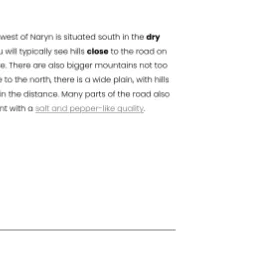 west of Naryn is situated south in the dry
u will typically see hills close to the road on
e. There are also bigger mountains not too
e to the north, there is a wide plain, with hills
in the distance. Many parts of the road also
nt with a salt and pepper-like quality.